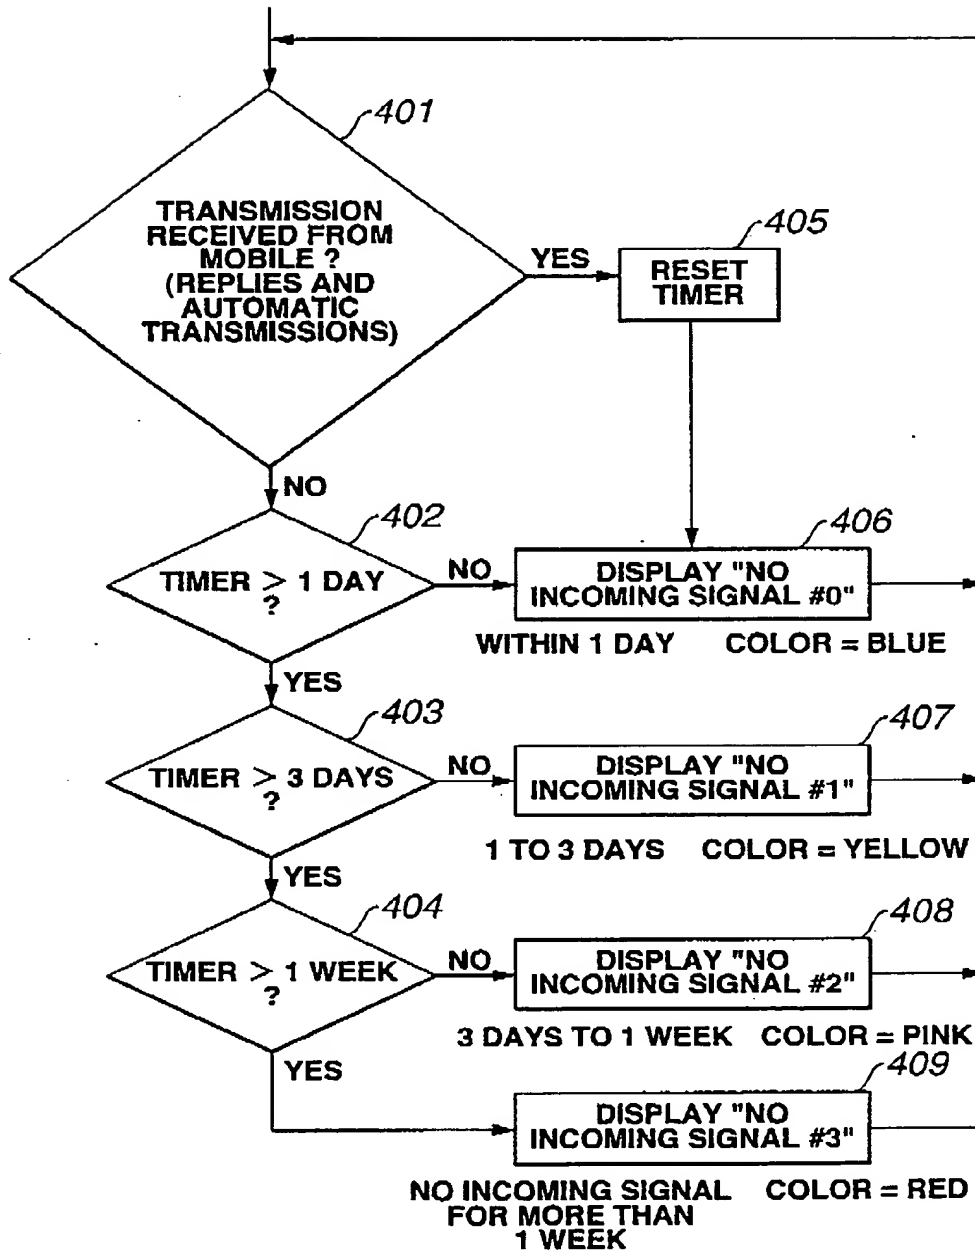 401
TRANSMISSION
RECEIVED FROM
MOBILE ?
(REPLIES AND
AUTOMATIC
TRANSMISSIONS)
YES
405
RESET
TIMER
NO
402
TIMER > 1 DAY
?
NO
406
DISPLAY "NO
INCOMING SIGNAL #0"
WITHIN 1 DAY COLOR = BLUE
YES
403
TIMER > 3 DAYS
?
NO
407
DISPLAY "NO
INCOMING SIGNAL #1"
1 TO 3 DAYS COLOR = YELLOW
YES
404
TIMER > 1 WEEK
?
NO
408
DISPLAY "NO
INCOMING SIGNAL #2"
3 DAYS TO 1 WEEK COLOR = PINK
YES
409
DISPLAY "NO
INCOMING SIGNAL #3"
NO INCOMING SIGNAL COLOR = RED
FOR MORE THAN
1 WEEK